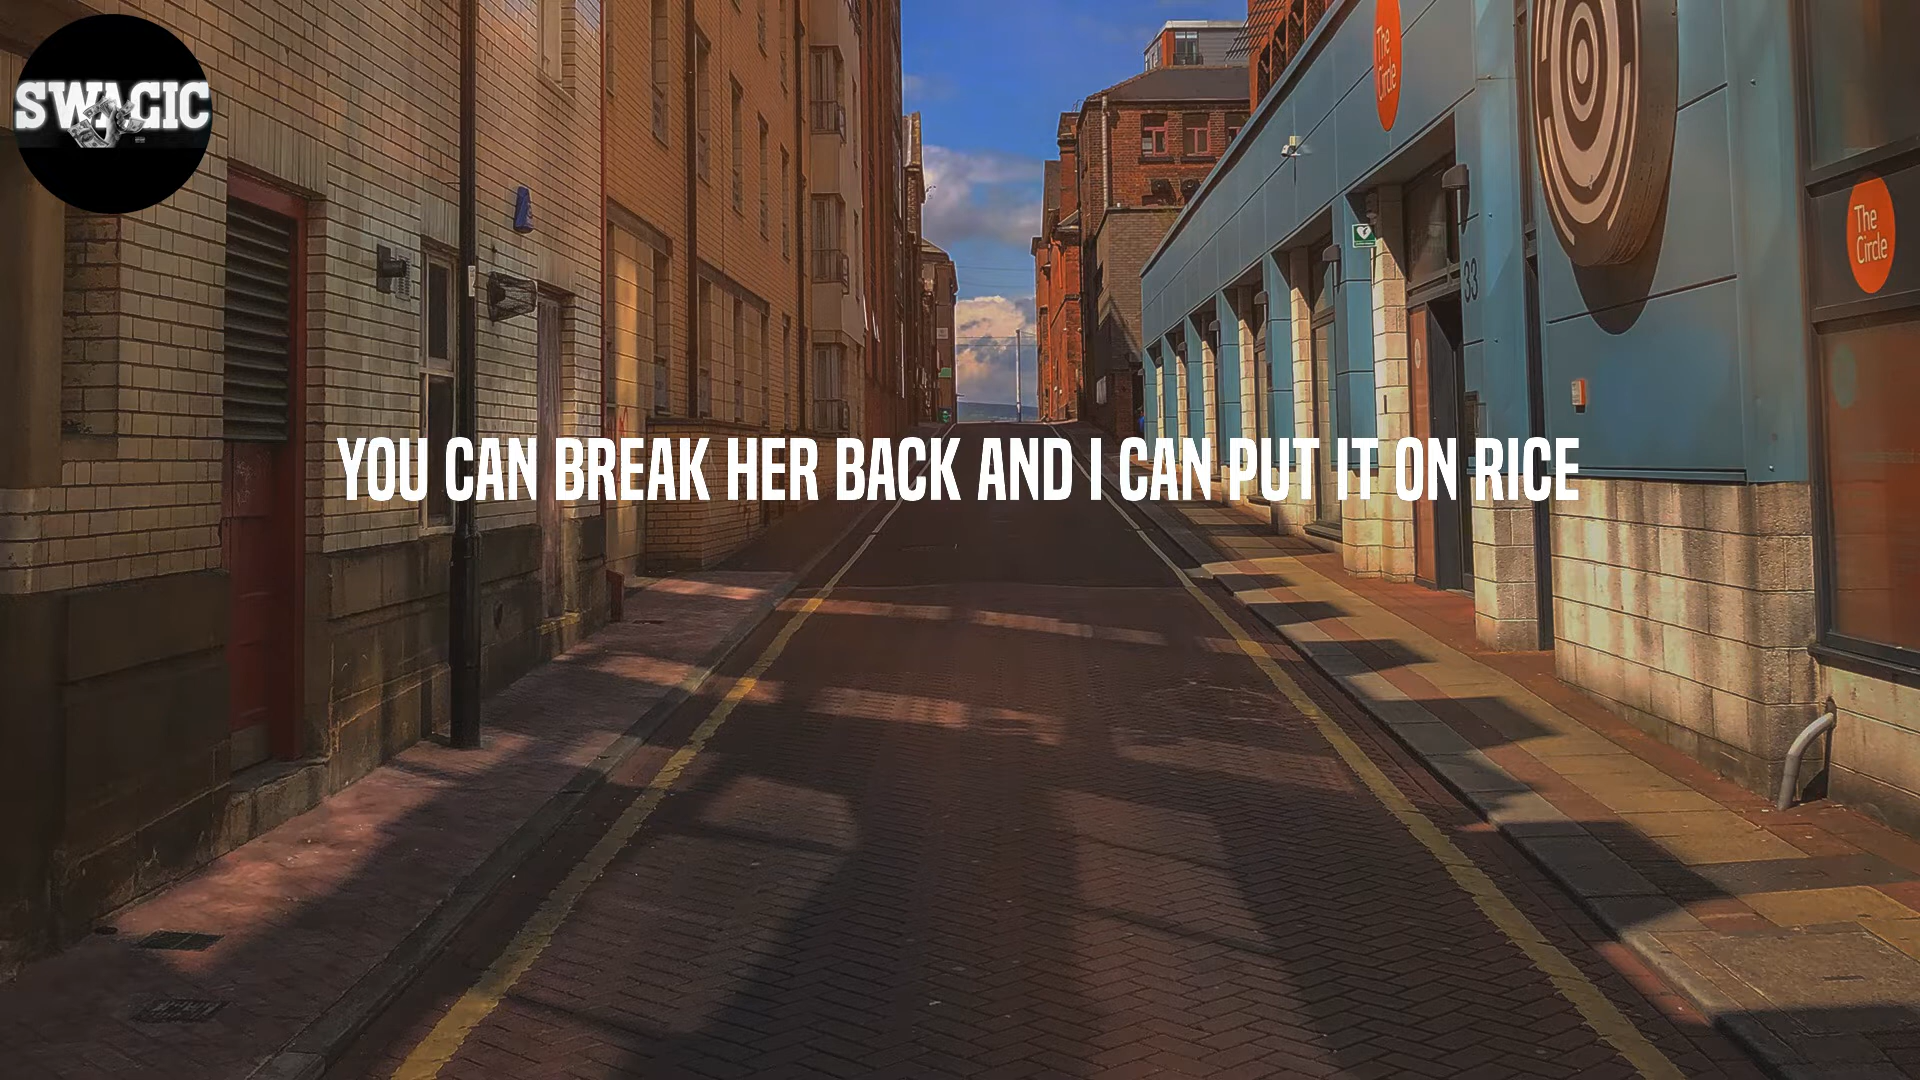 SWAGIC
The
Circle
The
Circle
33
YOU CAN BREAK HER BACK AND I CAN PUT IT ON RICE